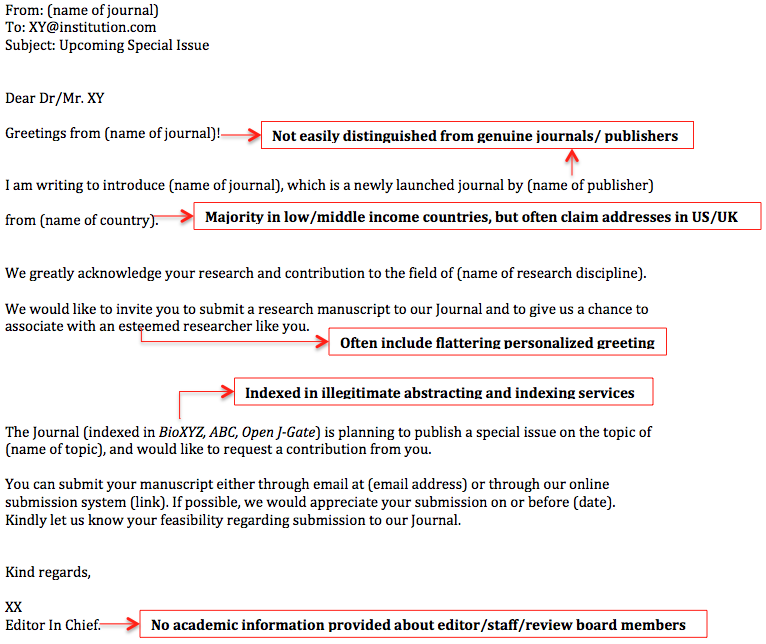 From: (name of journal)
To: XY@institution.com
Subject: Upcoming Special Issue
Dear Dr/Mr. XY
Greetings from (name of journal)!
Not easily distinguished from genuine journals/ publishers
I am writing to introduce (name of journal), which is a newly launched journal by (name of publisher)
from (name of country).
Majority in low/middle income countries, but often claim addresses in US/UK
We greatly acknowledge your research and contribution to the field of (name of research discipline).
We would like to invite you to submit a research manuscript to our Journal and to give us a chance to
associate with an esteemed researcher like you.
Often include flattering personalized greeting
Indexed in illegitimate abstracting and indexing services
The Journal (indexed in BioXYZ, ABC, Open J-Gate) is planning to publish a special issue on the topic of
(name of topic), and would like to request a contribution from you.
You can submit your manuscript either through email at (email address) or through our online
submission system (link). If possible, we would appreciate your submission on or before (date).
Kindly let us know your feasibility regarding submission to our Journal.
Kind regards,
XX
Editor In Chief.
No academic information provided about editor/staff/review board members